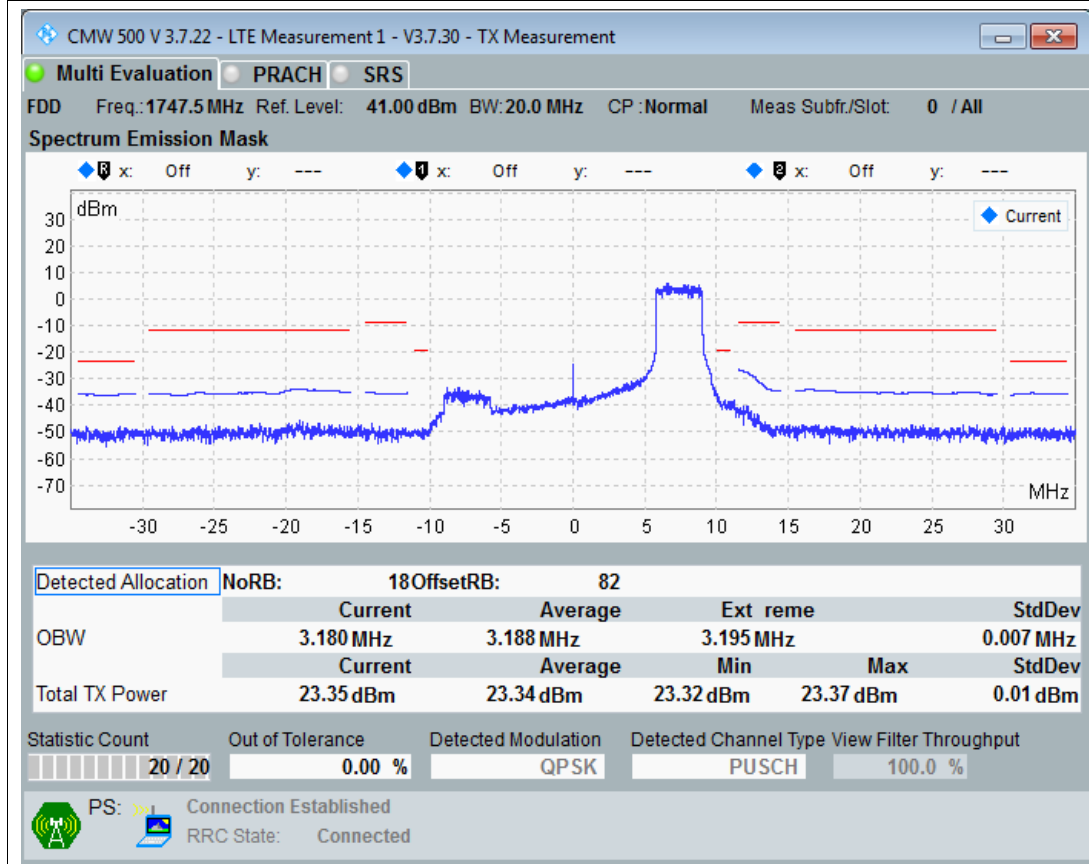 CMW 500 V 3.7.22 - LTE Measurement 1 - V3.7.30 - TX Measurement
Multi Evaluation PRACH SRS
FDD Freq.: 1747.5 MHz Ref. Level: 41.00 dBm BW: 20.0 MHz CP : Normal Meas Subfr./Slot: 0 / All
Spectrum Emission Mask
R x: Off y: --- 1 x: Off y: --- 2 x: Off y: ---
dBm
Current
30
20
10
0
-10
-20
-30
-40
-50
-60
-70
MHz
-30 -25 -20 -15 -10 -5 0 5 10 15 20 25 30
Detected Allocation NoRB: 18 OffsetRB: 82
Current Average Ext reme StdDev
OBW 3.180 MHz 3.188 MHz 3.195 MHz 0.007 MHz
Current Average Min Max StdDev
Total TX Power 23.35 dBm 23.34 dBm 23.32 dBm 23.37 dBm 0.01 dBm
Statistic Count Out of Tolerance Detected Modulation Detected Channel Type View Filter Throughput
20 / 20 0.00 % QPSK PUSCH 100.0 %
PS: Connection Established
RRC State: Connected